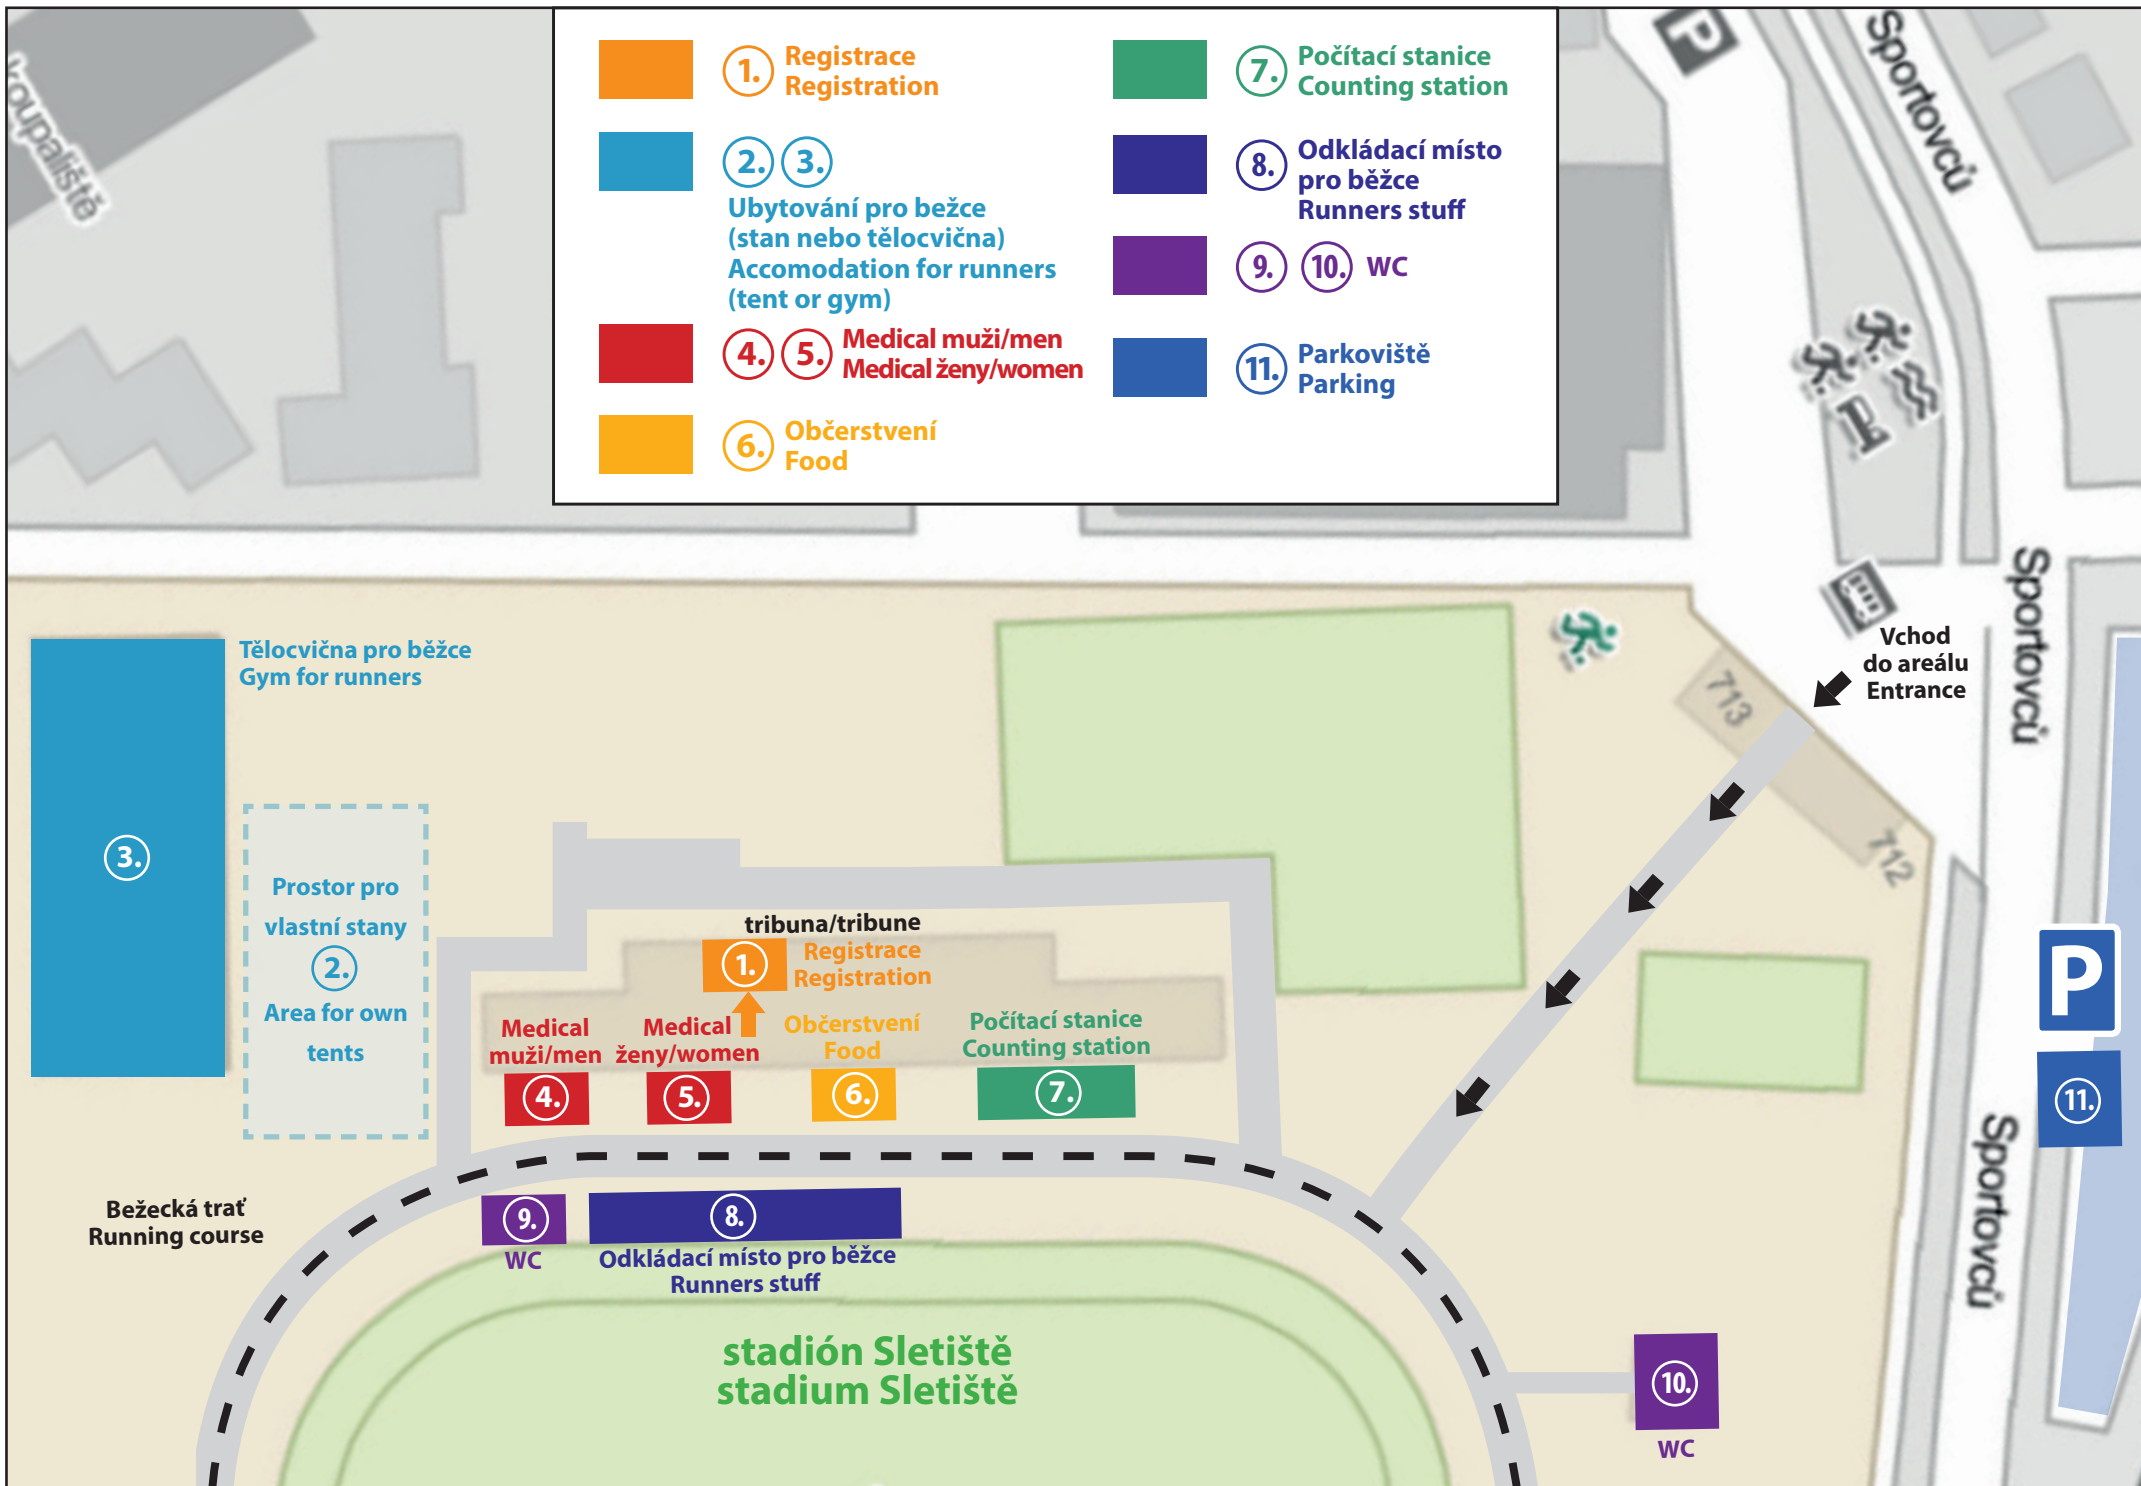 1.
Registrace
Registration
2. 3.
Ubytování pro bežce
(stan nebo tělocvična)
Accomodation for runners
(tent or gym)
4. 5.
Medical muži/men
Medical ženy/women
6.
Občerstvení
Food
7.
Počítací stanice
Counting station
8.
Odkládací místo
pro běžce
Runners stuff
9. 10. WC
11.
Parkoviště
Parking
P
Sportovců
Sportovců
Vchod
do areálu
Entrance
713
712
Tělocvična pro běžce
Gym for runners
3.
Prostor pro
vlastní stany
2.
Area for own
tents
tribuna/tribune
1.
Registrace
Registration
Medical
muži/men
4.
Medical
ženy/women
5.
Občerstvení
Food
6.
Počítací stanice
Counting station
7.
P
11.
Sportovců
Bežecká trať
Running course
9.
WC
8.
Odkládací místo pro běžce
Runners stuff
stadión Sletiště
stadium Sletiště
10.
WC